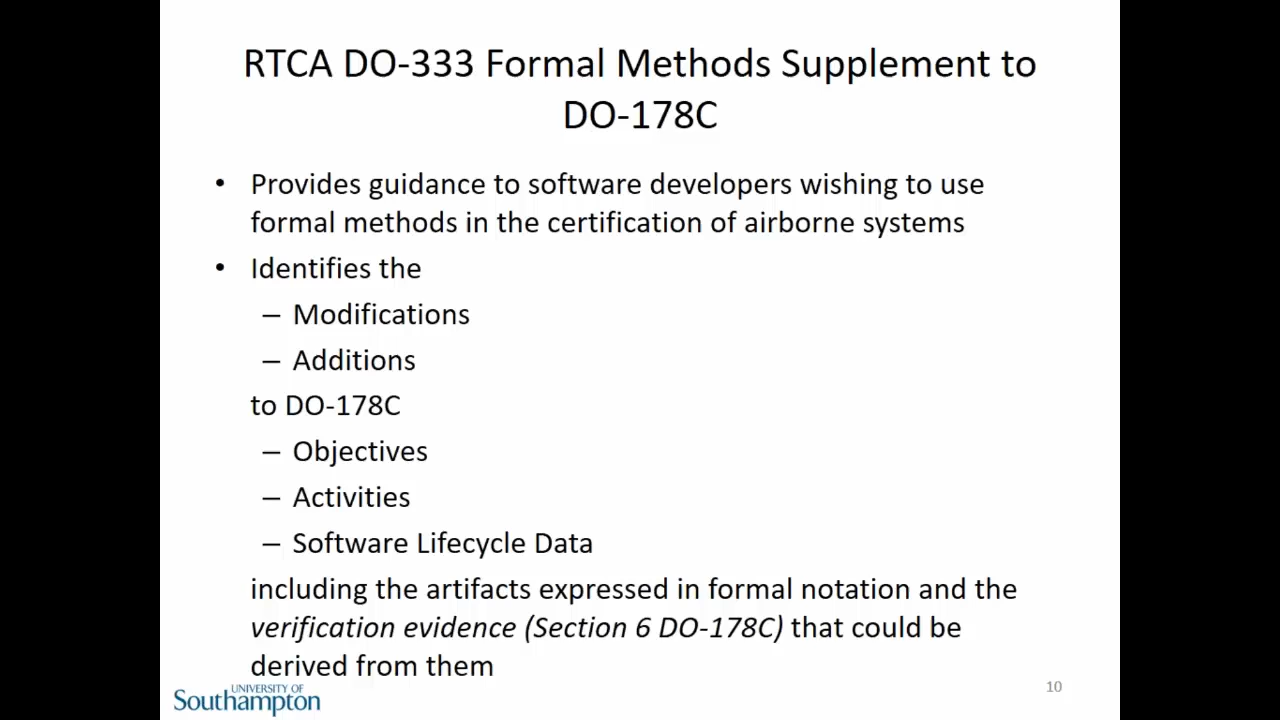 RTCA DO-333 Formal Methods Supplement to
DO-178C
• Provides guidance to software developers wishing to use
formal methods in the certification of airborne systems
• Identifies the
– Modifications
– Additions
to DO-178C
– Objectives
– Activities
– Software Lifecycle Data
including the artifacts expressed in formal notation and the
verification evidence (Section 6 DO-178C) that could be
derived from them
UNIVERSITY OF
Southampton
10